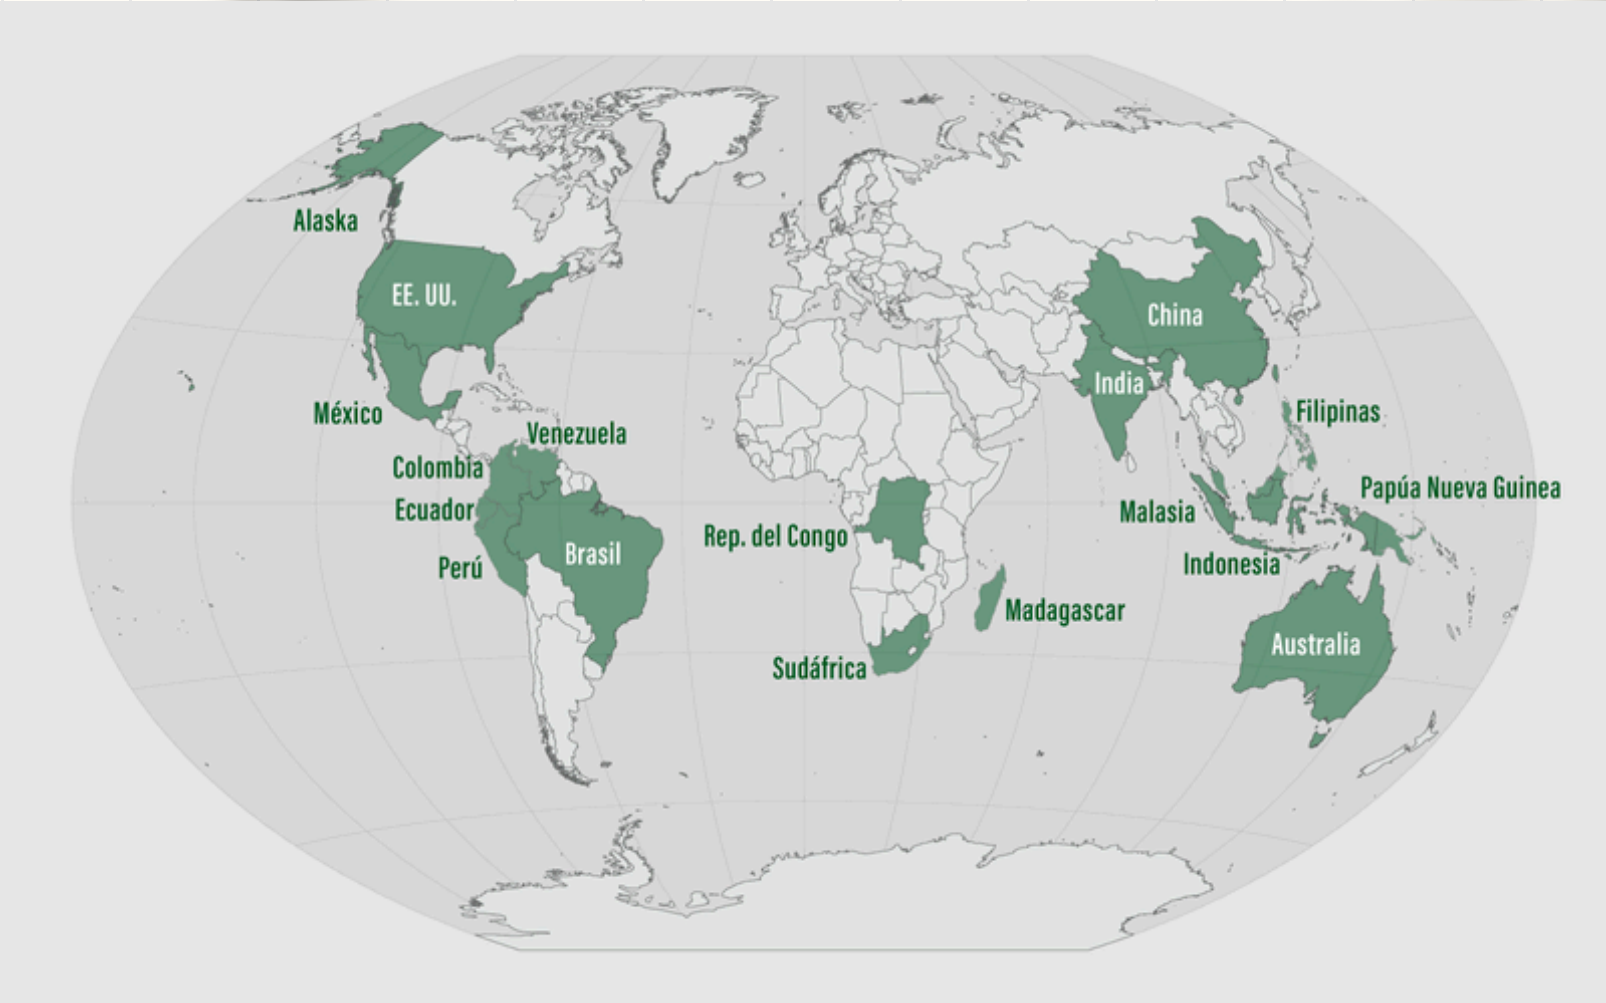 Alaska
EE. UU.
México
Venezuela
Colombia
Ecuador
Perú
Brasil
Rep. del Congo
Sudáfrica
Madagascar
China
India
Filipinas
Papúa Nueva Guinea
Malasia
Indonesia
Australia